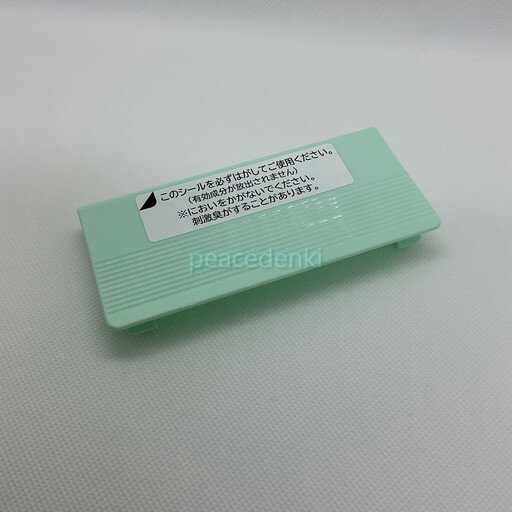 このシールを必ずはがしてご使用ください。
(有効成分が放出されません)
※においをかがないでください。
刺激臭がすることがあります。
peacedenki